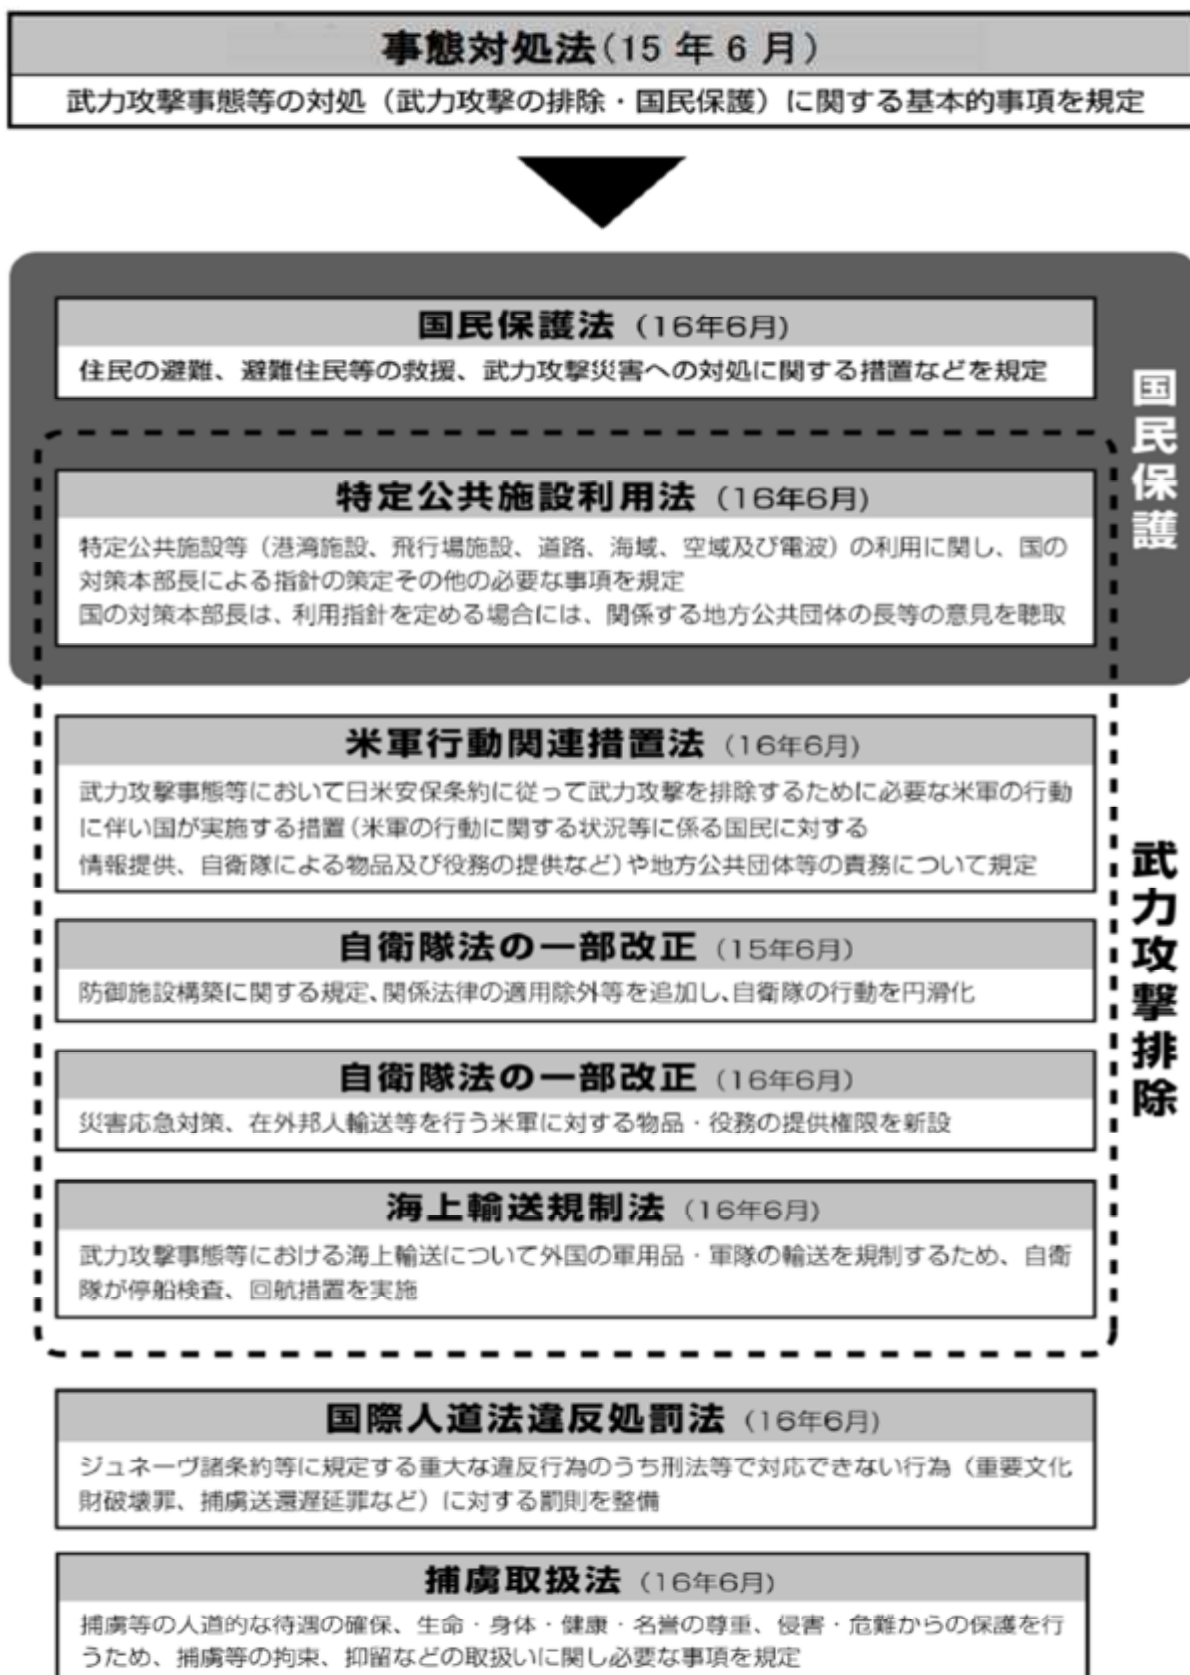 事態対処法(15年6月)
武力攻撃事態等の対処(武力攻撃の排除・国民保護)に関する基本的事項を規定
国民保護
国民保護法(16年6月)
住民の避難、避難住民等の救援、武力攻撃災害への対処に関する措置などを規定
特定公共施設利用法(16年6月)
特定公共施設等(港湾施設、飛行場施設、道路、海域、空域及び電波)の利用に関し、国の
対策本部長による指針の策定その他の必要な事項を規定
国の対策本部長は、利用指針を定める場合には、関係する地方公共団体の長等の意見を聴取
武力攻撃排除
米軍行動関連措置法(16年6月)
武力攻撃事態等において日米安保条約に従って武力攻撃を排除するために必要な米軍の行動
に伴い国が実施する措置(米軍の行動に関する状況等に係る国民に対する
情報提供、自衛隊による物品及び役務の提供など)や地方公共団体等の責務について規定
自衛隊法の一部改正(15年6月)
防御施設構築に関する規定、関係法律の適用除外等を追加し、自衛隊の行動を円滑化
自衛隊法の一部改正(16年6月)
災害応急対策、在外邦人輸送等を行う米軍に対する物品・役務の提供権限を新設
海上輸送規制法(16年6月)
武力攻撃事態等における海上輸送について外国の軍用品・軍隊の輸送を規制するため、自衛
隊が停船検査、回航措置を実施
国際人道法違反処罰法(16年6月)
ジュネーヴ諸条約等に規定する重大な違反行為のうち刑法等で対応できない行為(重要文化
財破壊罪、捕虜送還遅延罪など)に対する罰則を整備
捕虜取扱法(16年6月)
捕虜等の人道的な待遇の確保、生命・身体・健康・名誉の尊重、侵害・危難からの保護を行
うため、捕虜等の拘束、抑留などの取扱いに関し必要な事項を規定